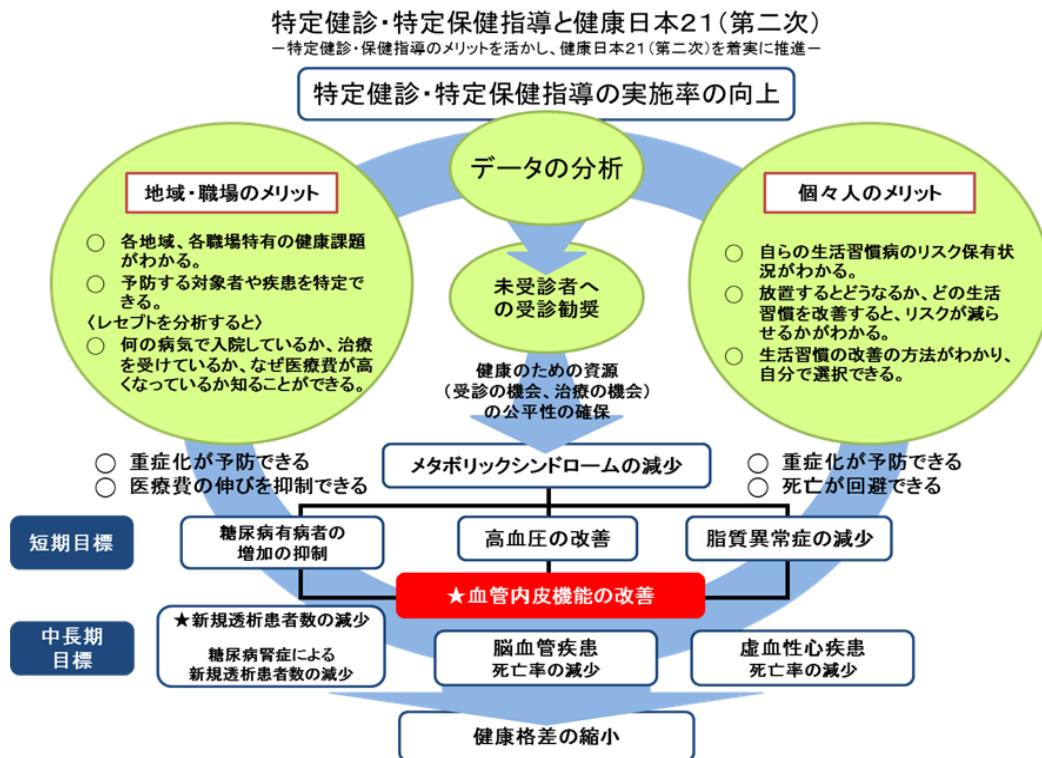 特定健診・特定保健指導と健康日本21(第二次)
－特定健診・保健指導のメリットを活かし、健康日本21(第二次)を着実に推進－
特定健診・特定保健指導の実施率の向上
データの分析
地域・職場のメリット
○ 各地域、各職場特有の健康課題
がわかる。
○ 予防する対象者や疾患を特定で
きる。
〈レセプトを分析すると〉
○ 何の病気で入院しているか、治療
を受けているか、なぜ医療費が高
くなっているか知ることができる。
個々人のメリット
○ 自らの生活習慣病のリスク保有状
況がわかる。
○ 放置するとどうなるか、どの生活
習慣を改善すると、リスクが減ら
せるかがわかる。
○ 生活習慣の改善の方法がわかり、
自分で選択できる。
未受診者へ
の受診勧奨
健康のための資源
(受診の機会、治療の機会)
の公平性の確保
○ 重症化が予防できる
○ 医療費の伸びを抑制できる
メタボリックシンドロームの減少
○ 重症化が予防できる
○ 死亡が回避できる
短期目標
糖尿病有病者の
増加の抑制
高血圧の改善
脂質異常症の減少
★血管内皮機能の改善
中長期
目標
★新規透析患者数の減少
糖尿病腎症による
新規透析患者数の減少
脳血管疾患
死亡率の減少
虚血性心疾患
死亡率の減少
健康格差の縮小